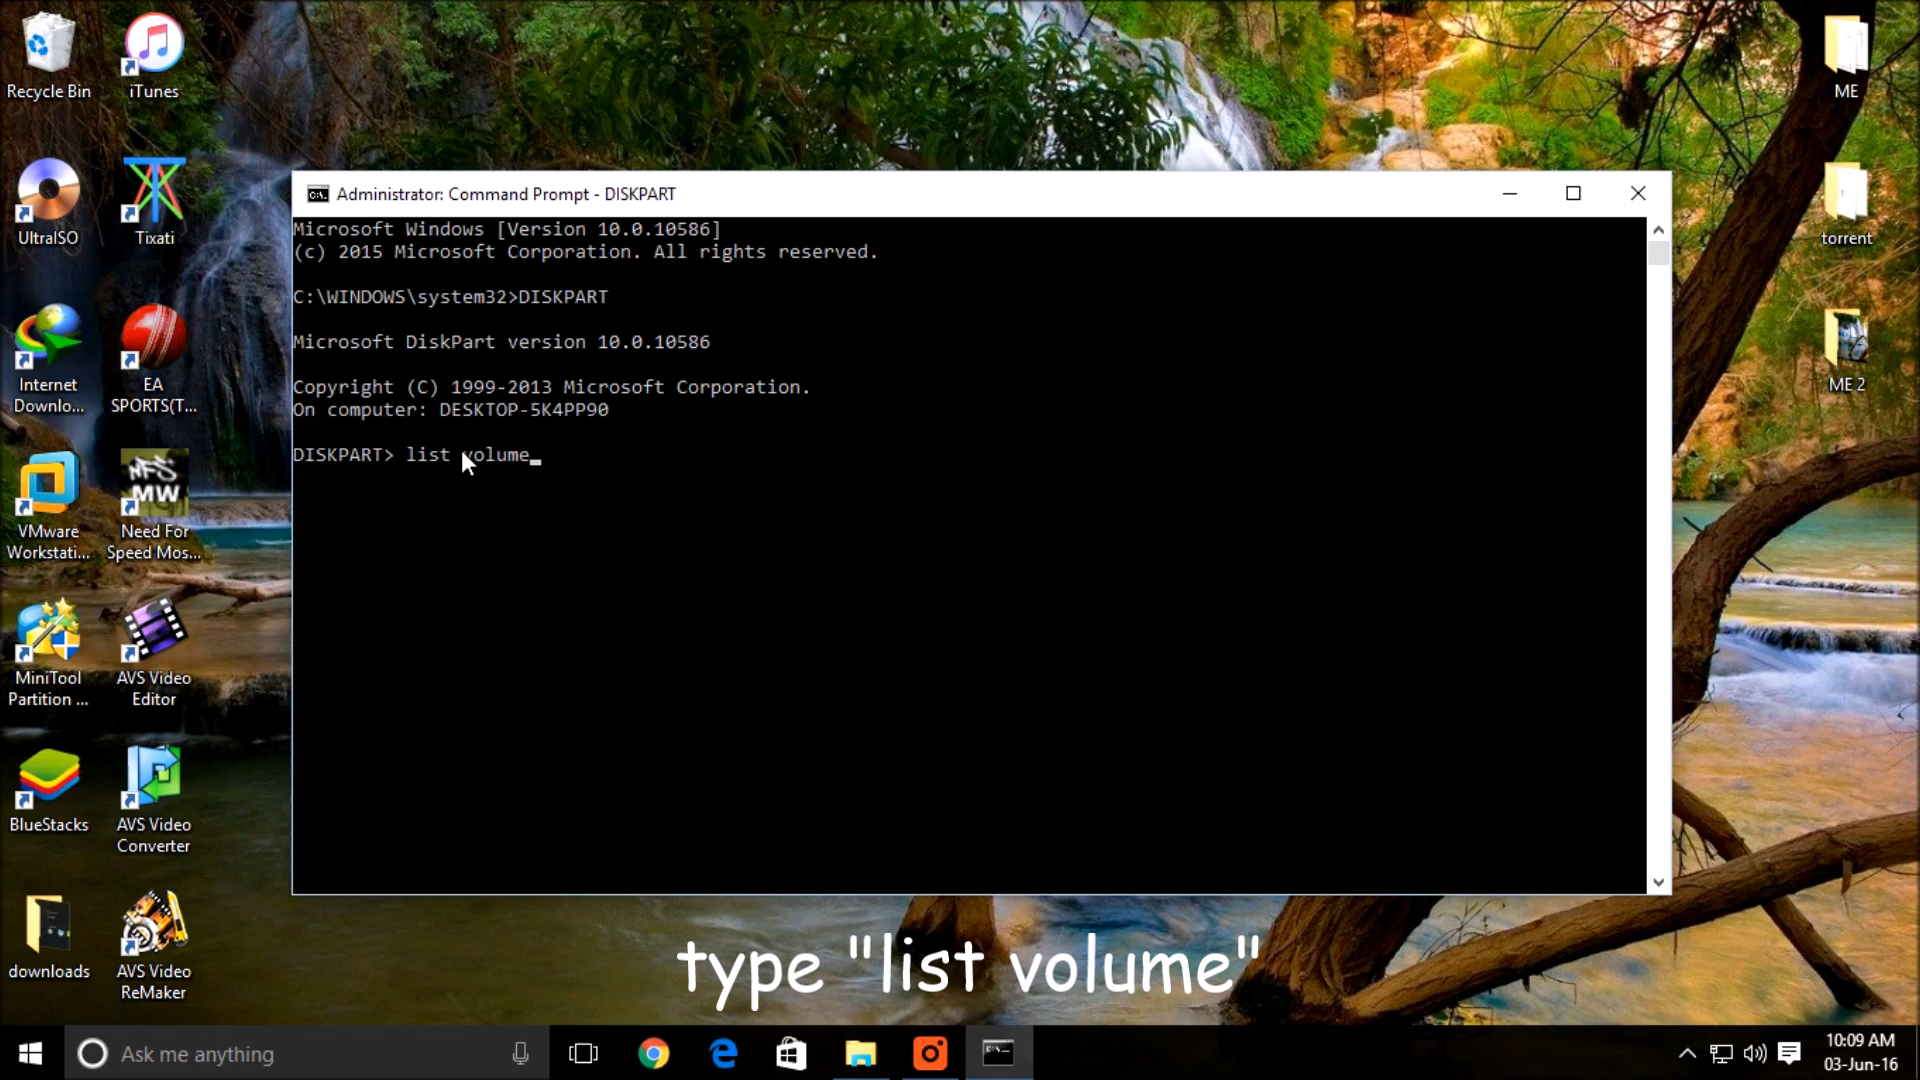 Recycle Bin
iTunes
UltraISO
Tixati
Internet
Downlo...
EA
SPORTS(T...
VMware
Workstati...
NFS
MW
Need For
Speed Mos...
MiniTool
Partition ...
AVS Video
Editor
BlueStacks
AVS Video
Converter
downloads
AVS Video
ReMaker
ME
torrent
ME 2
Administrator: Command Prompt - DISKPART
Microsoft Windows [Version 10.0.10586]
(c) 2015 Microsoft Corporation. All rights reserved.
C:\WINDOWS\system32>DISKPART
Microsoft DiskPart version 10.0.10586
Copyright (C) 1999-2013 Microsoft Corporation.
On computer: DESKTOP-5K4PP90
DISKPART> list volume_
type "list volume"
Ask me anything
10:09 AM
03-Jun-16